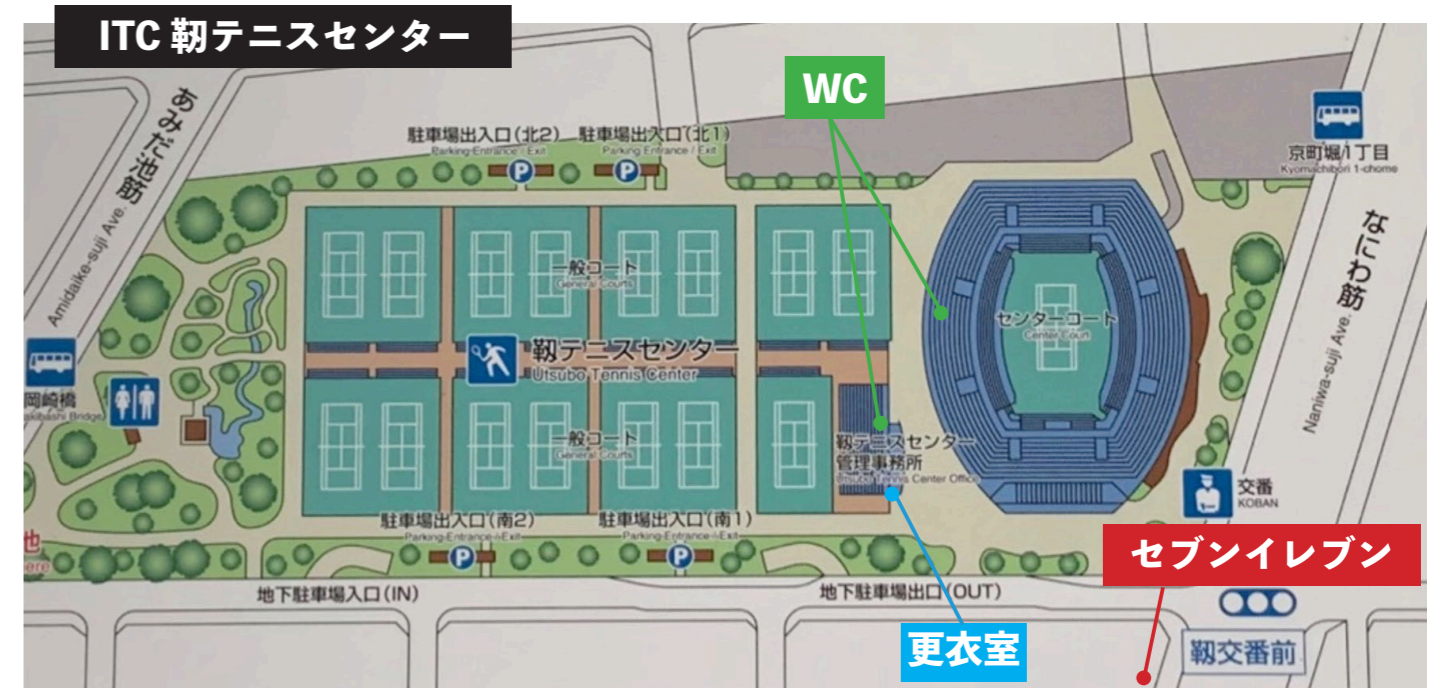 ITC 靭テニスセンター
WC
あみだ池筋
Amidaike-suji Ave.
駐車場出入口(北2)
Parking Entrance / Exit
P
駐車場出入口(北1)
Parking Entrance / Exit
P
京町堀1丁目
Kyomachibori 1-chome
なにわ筋
Naniwa-suji Ave.
一般コート
General Courts
センターコート
Center Court
靱テニスセンター
Utsubo Tennis Center
岡崎橋
Bridge
一般コート
General Courts
靱テニスセンター
管理事務所
Utsubo Tennis Center Office
交番
KOBAN
駐車場出入口(南2)
Parking Entrance / Exit
P
駐車場出入口(南1)
Parking Entrance / Exit
P
地
ere
セブンイレブン
地下駐車場入口(IN)
地下駐車場出口(OUT)
更衣室
靱交番前